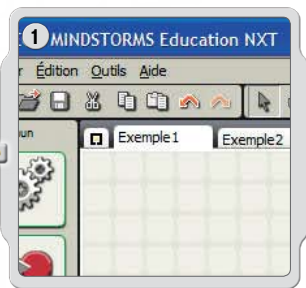 1 MINDSTORMS Education NXT
Édition Outils Aide
Exemple1 Exemple2